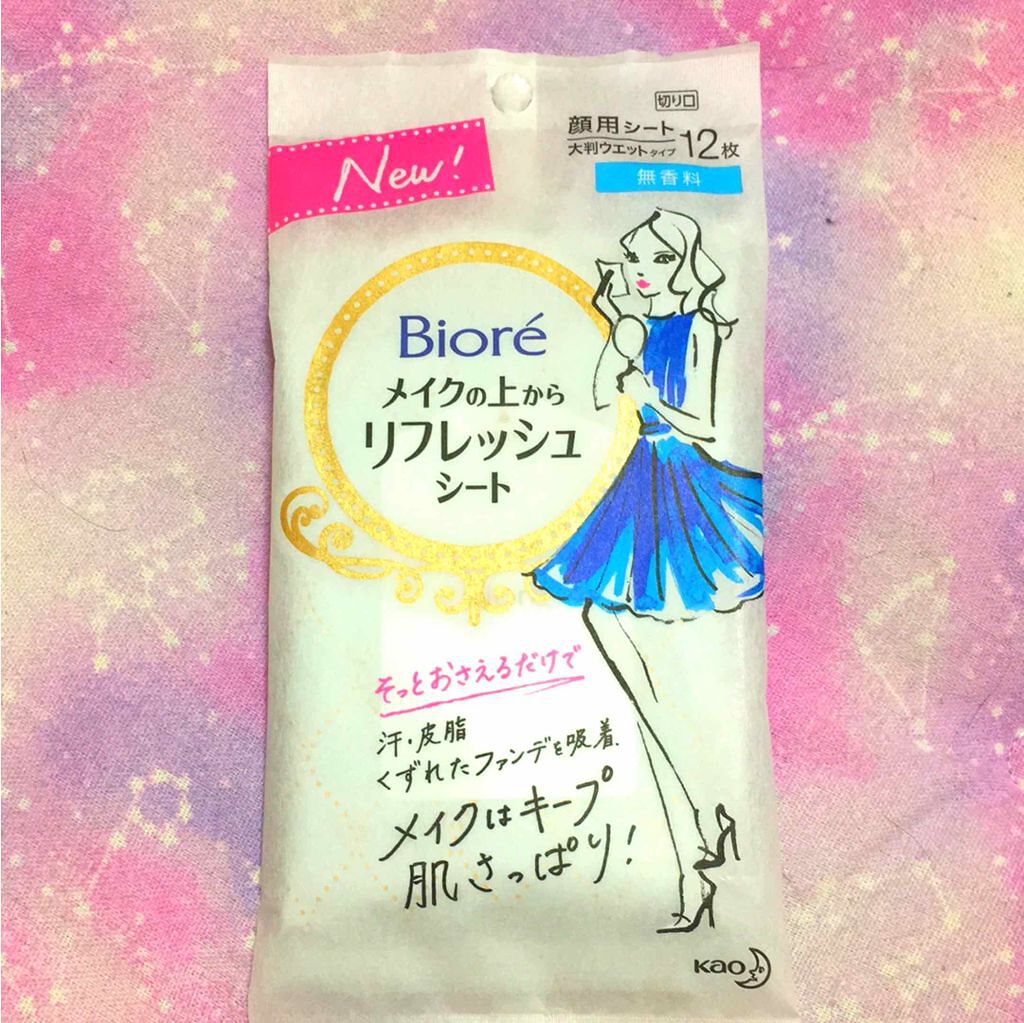 切り口
New!
顔用シート
大判ウエットタイプ 12枚
無香料
Bioré
メイクの上から
リフレッシュ
シート
そっとおさえるだけで
汗・皮脂
くずれたファンデを吸着、
メイクはキープ
肌さっぱり!
Kao